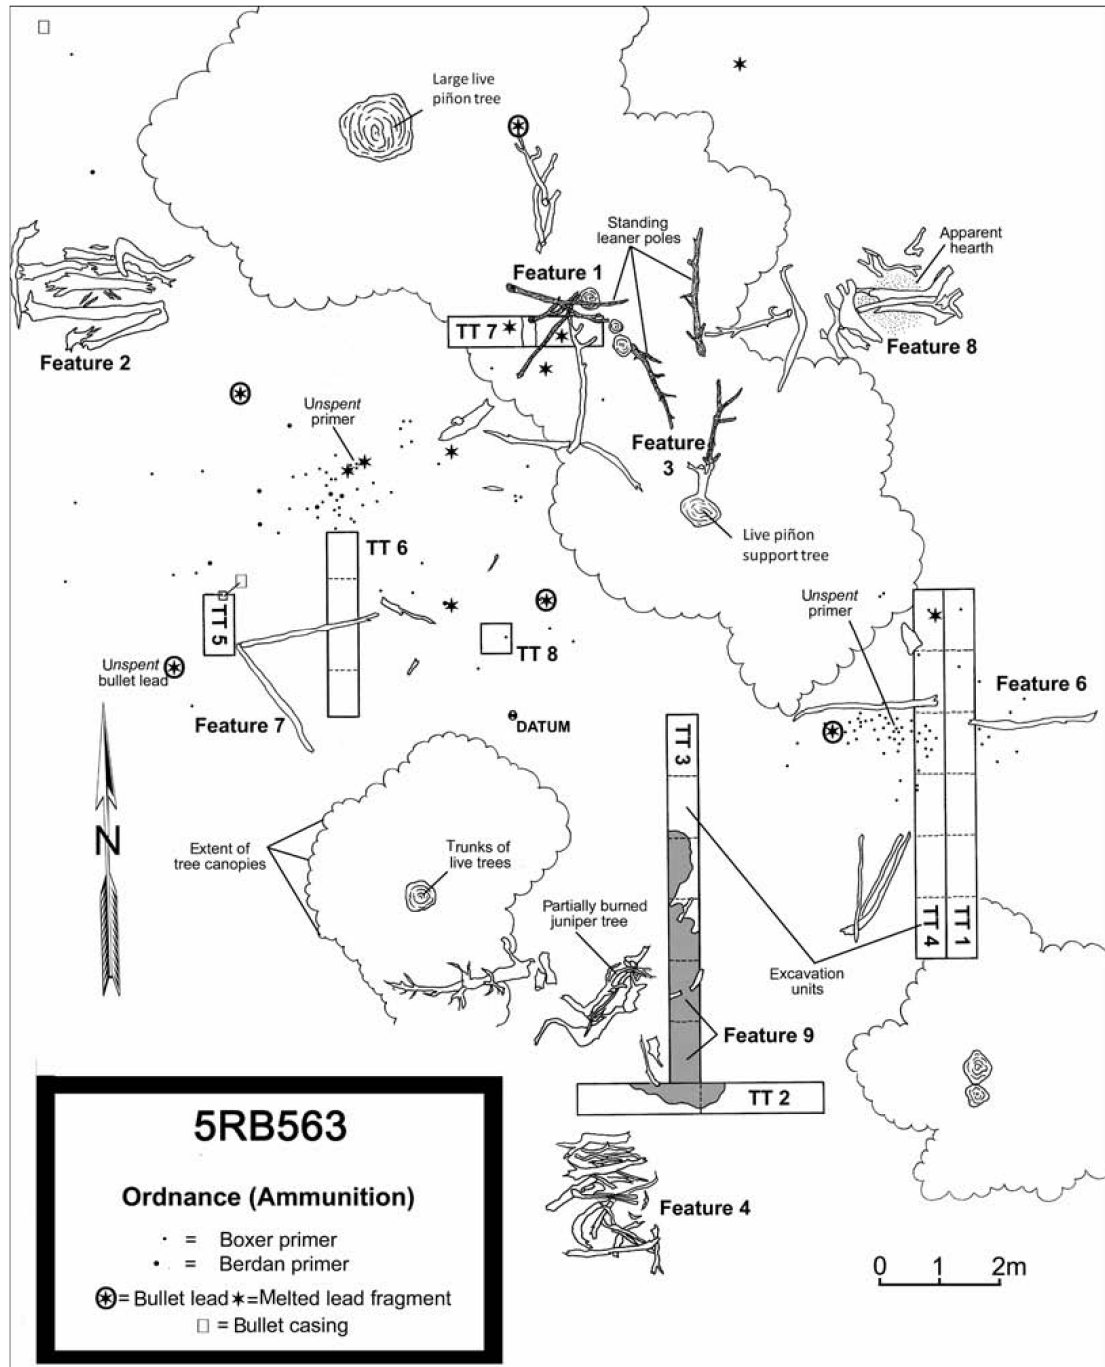 Large live
piñon tree
Standing
leaner poles
Apparent
hearth
Feature 1
TT 7
Feature 2
Feature 8
Unspent
primer
Feature
3
Live piñon
support tree
TT 6
Unspent
primer
TT 5
TT 8
Unspent
bullet lead
Feature 6
Feature 7
DATUM
TT 3
N
Extent of
tree canopies
Trunks of
live trees
Partially burned
juniper tree
TT 4
TT 1
Excavation
units
Feature 9
TT 2
5RB563
Ordnance (Ammunition)
= Boxer primer
= Berdan primer
= Bullet lead = Melted lead fragment
= Bullet casing
Feature 4
0 1 2m